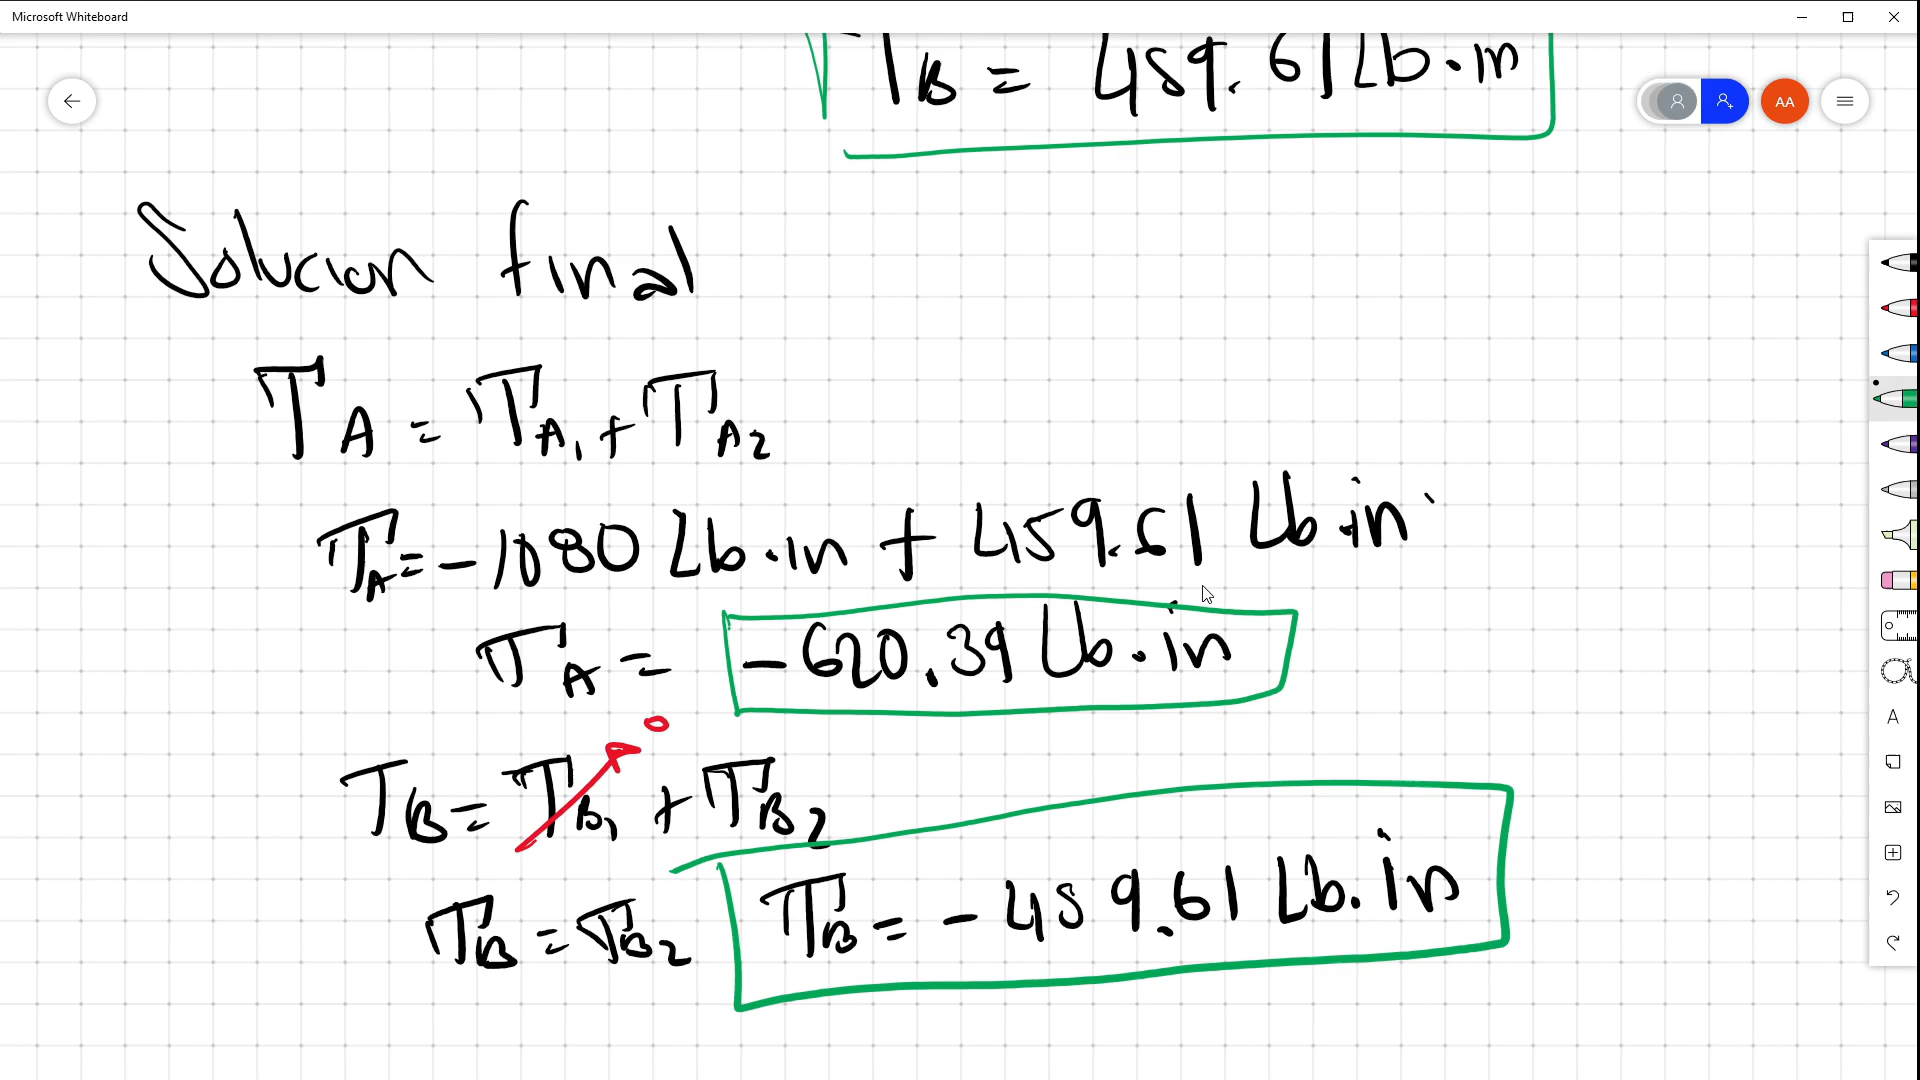 Microsoft Whiteboard
TB = 459.61 Lb.in
AA
Solucion final
TA = TA1 + TA2
TA = -1080 Lb.in + 459.61 Lb.in
TA = -620.39 Lb.in
0
TB = TB1 + TB2
TB = TB2 TB = -459.61 Lb.in
A